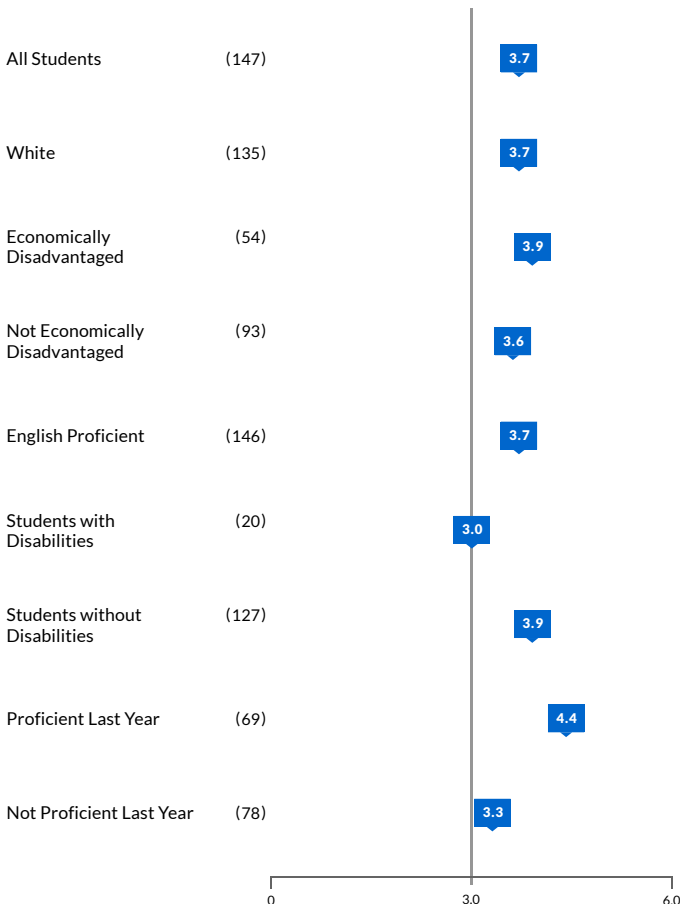 All Students (147) 3.7
White (135) 3.7
Economically (54)
Disadvantaged 3.9
Not Economically (93)
Disadvantaged 3.6
English Proficient (146) 3.7
Students with (20)
Disabilities 3.0
Students without (127)
Disabilities 3.9
Proficient Last Year (69) 4.4
Not Proficient Last Year (78) 3.3
0 3.0 6.0